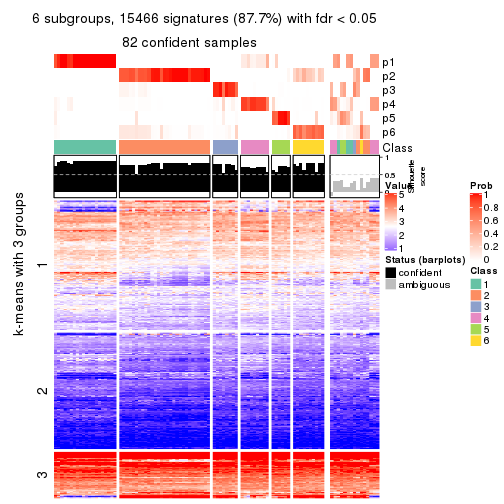 6 subgroups, 15466 signatures (87.7%) with fdr < 0.05
82 confident samples
p1
p2
p3
p4
p5
p6
Class
1
0.5
0
Silhouette
score
k-means with 3 groups
1
2
3
Value
5
4
3
2
1
Status (barplots)
confident
ambiguous
Prob
1
0.8
0.6
0.4
0.2
0
Class
1
2
3
4
5
6